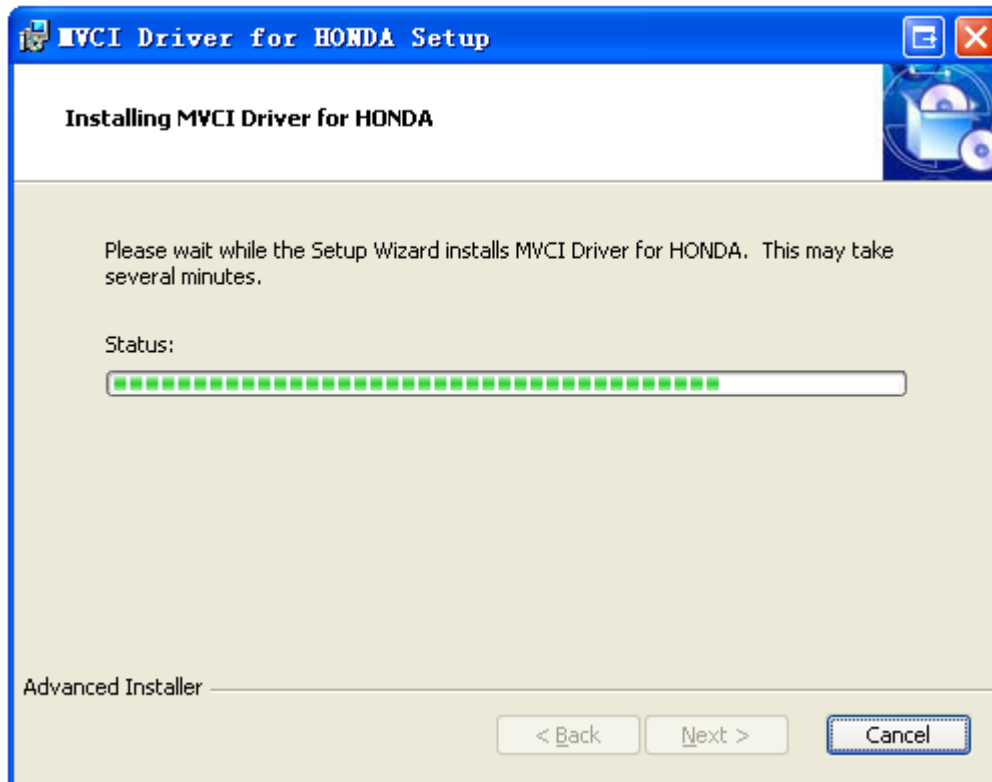 MVCI Driver for HONDA Setup
Installing MVCI Driver for HONDA
Please wait while the Setup Wizard installs MVCI Driver for HONDA.  This may take
several minutes.
Status:
Advanced Installer
< Back
Next >
Cancel